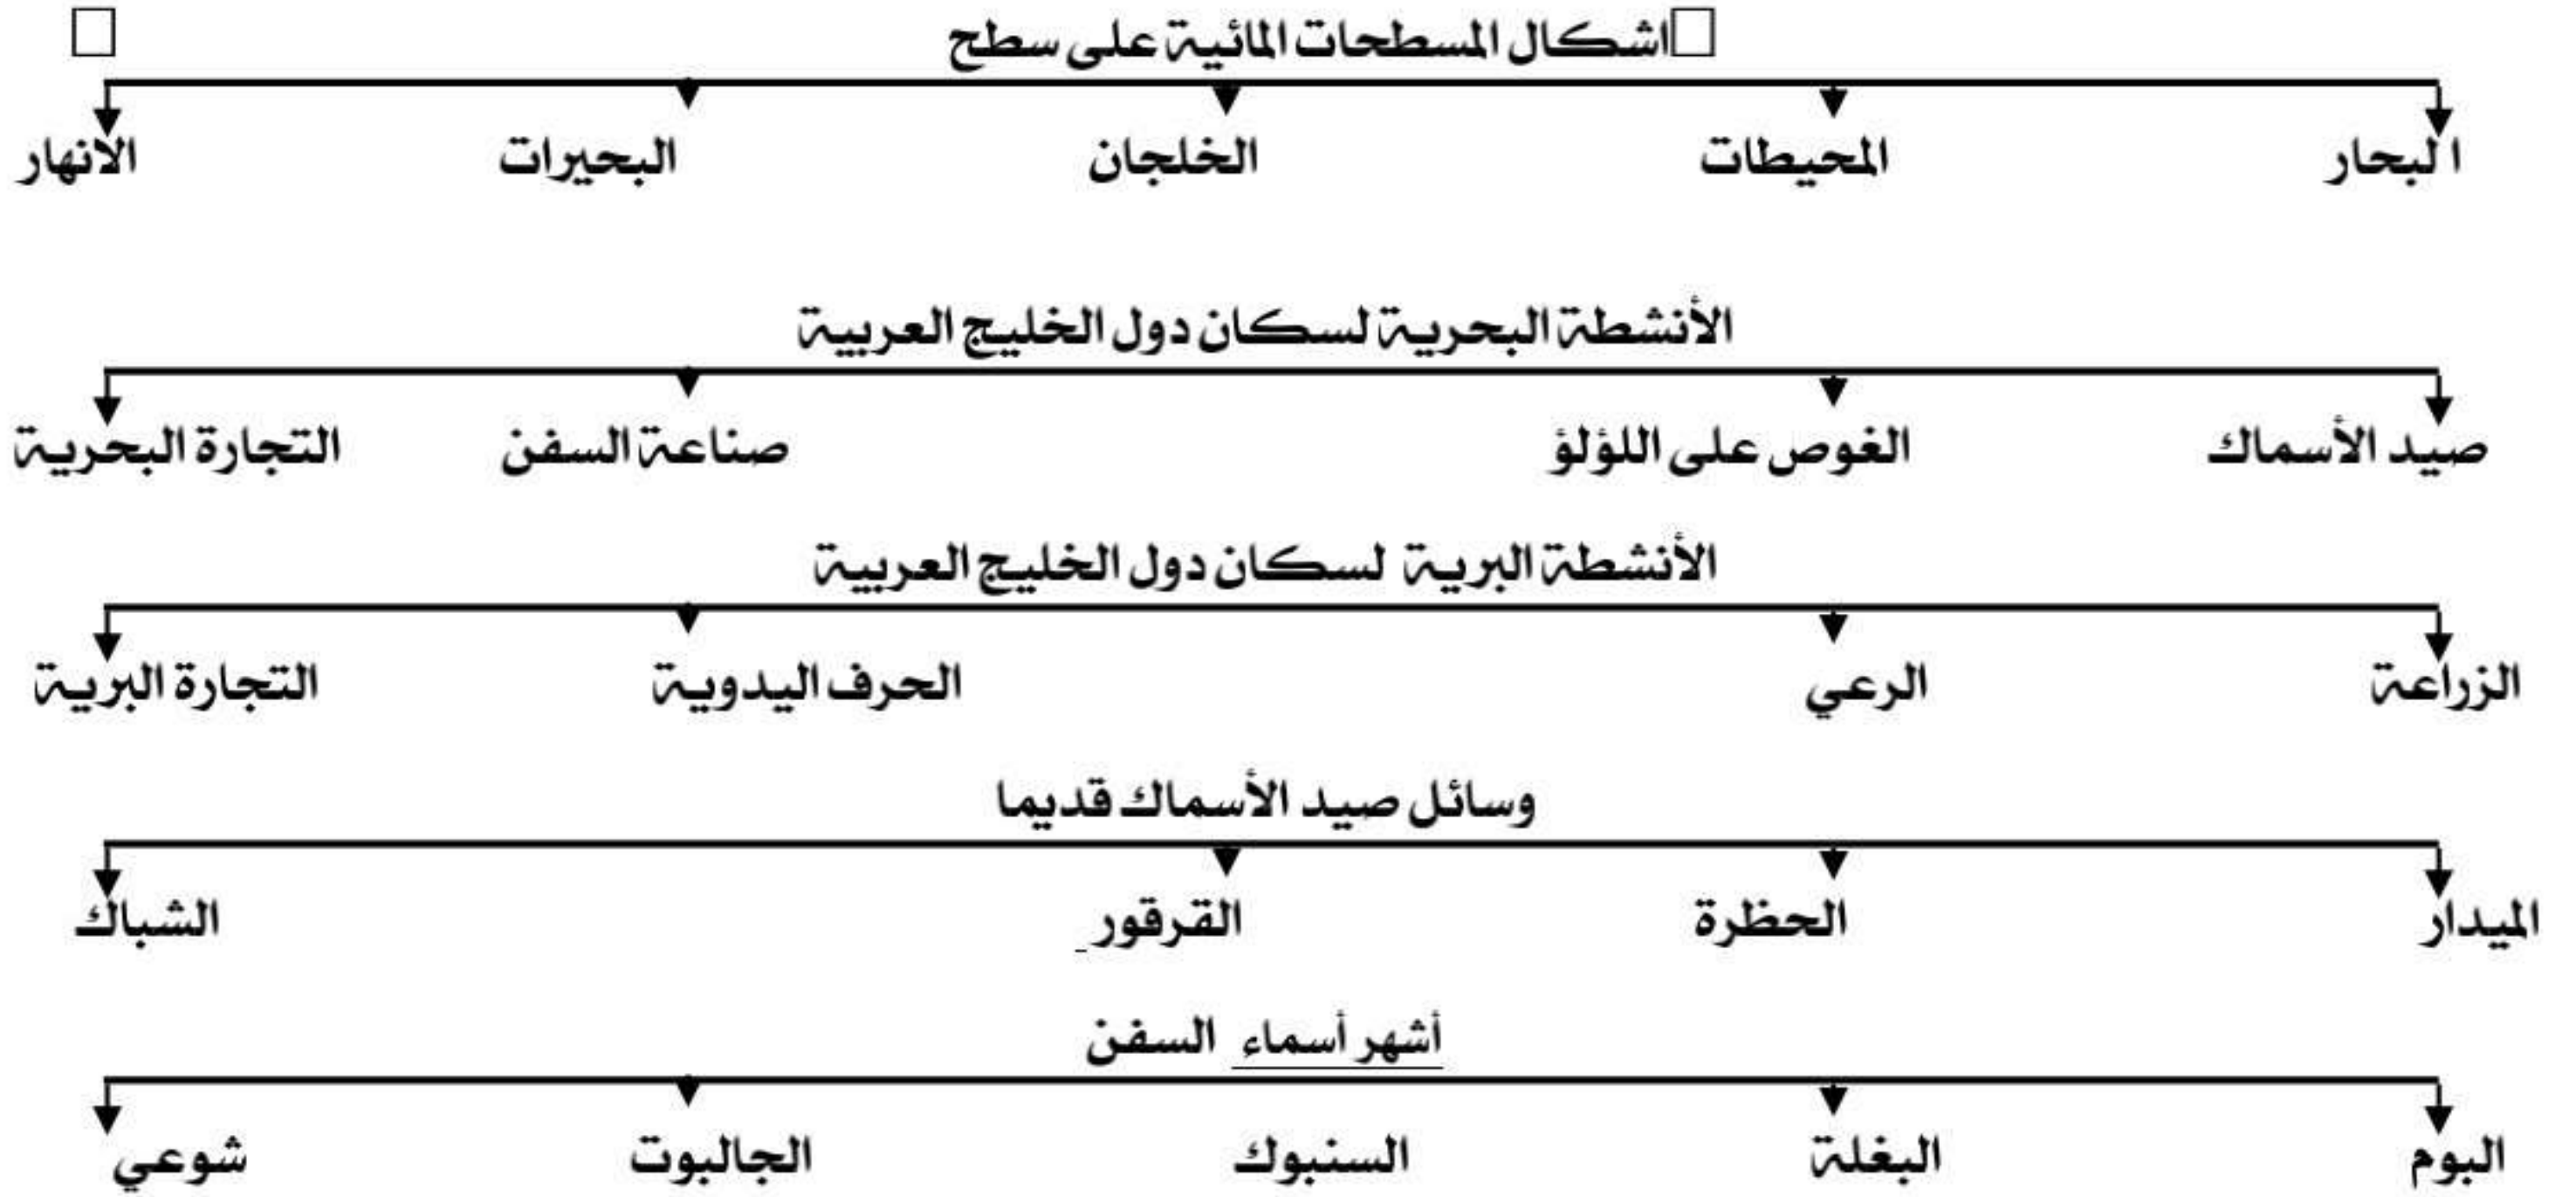 اشكال المسطحات المائية على سطح
البحار المحيطات الخلجان البحيرات الانهار
الأنشطة البحرية لسكان دول الخليج العربية
صيد الأسماك الغوص على اللؤلؤ صناعة السفن التجارة البحرية
الأنشطة البرية لسكان دول الخليج العربية
الزراعة الرعي الحرف اليدوية التجارة البرية
وسائل صيد الأسماك قديما
الميدار الحظرة القرقور الشباك
أشهر أسماء السفن
البوم البغلة السنبوك الجالبوت شوعي